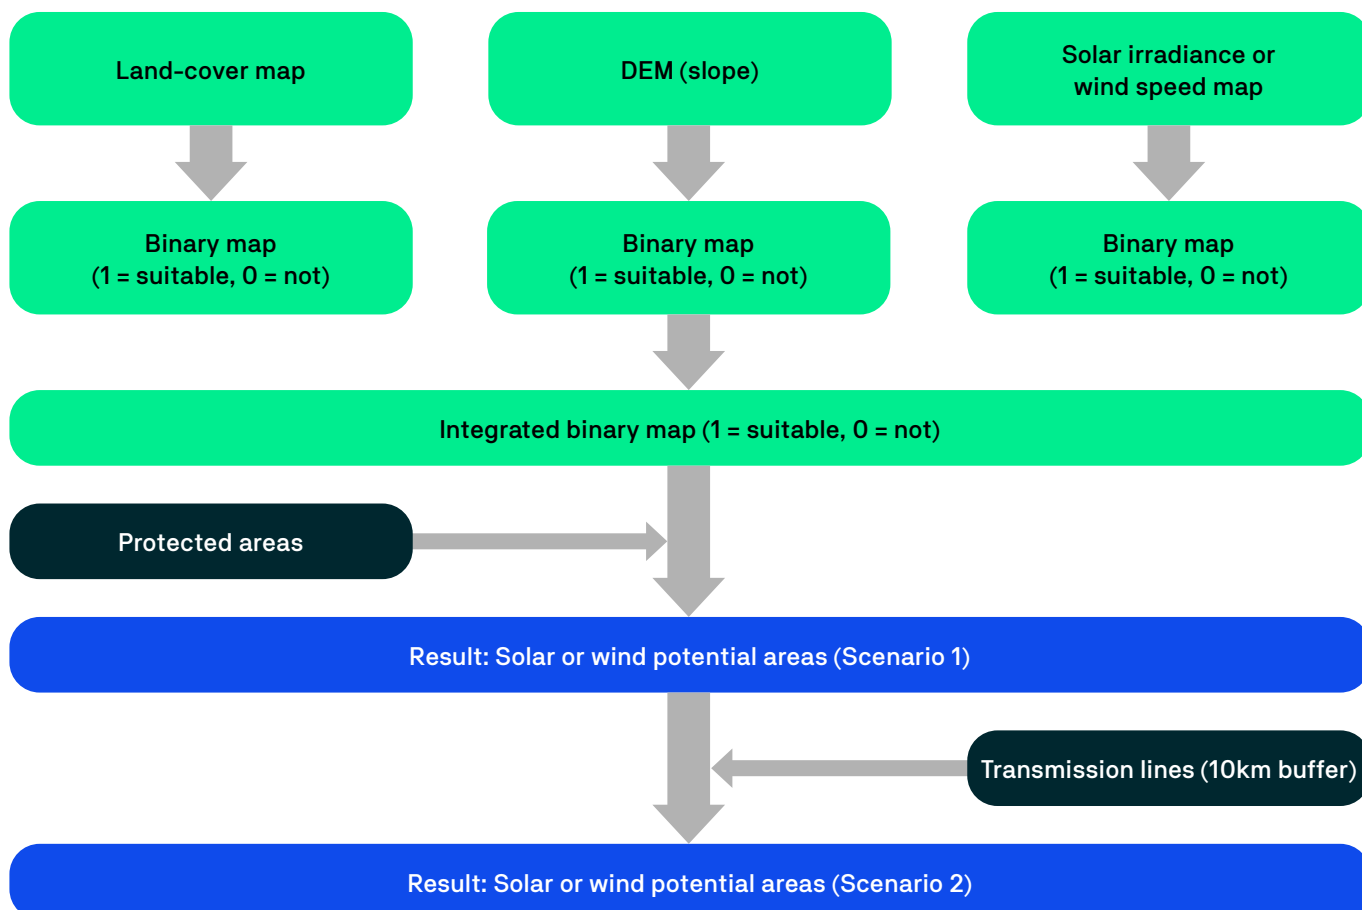 Land-cover map
DEM (slope)
Solar irradiance or
wind speed map
Binary map
(1 = suitable, 0 = not)
Binary map
(1 = suitable, 0 = not)
Binary map
(1 = suitable, 0 = not)
Integrated binary map (1 = suitable, 0 = not)
Protected areas
Result: Solar or wind potential areas (Scenario 1)
Transmission lines (10km buffer)
Result: Solar or wind potential areas (Scenario 2)